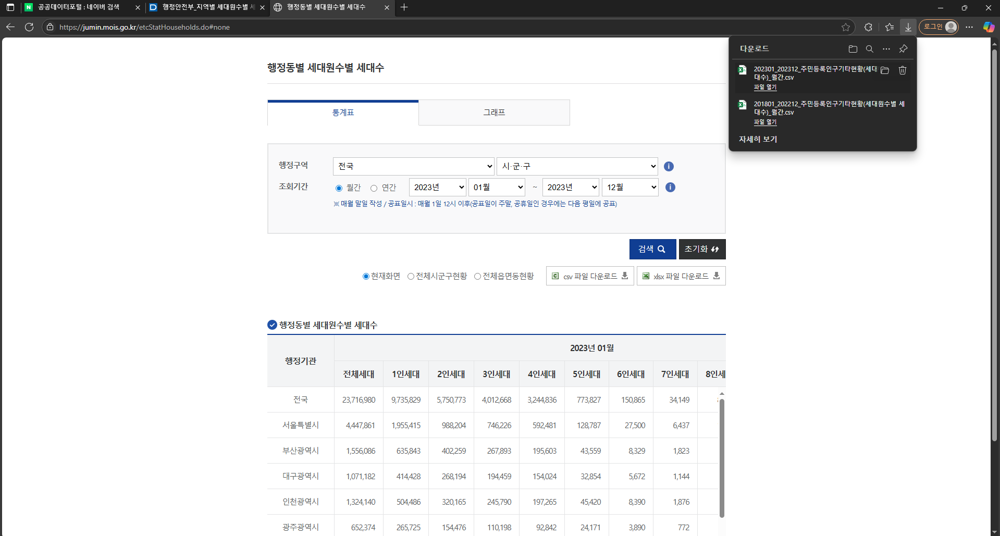 공공데이터포털 : 네이버 검색
행정안전부_지역별 세대원수별 세
행정동별 세대원수별 세대수
https://jumin.mois.go.kr/etcStatHouseholds.do#none
로그인
다운로드
202301_202312_주민등록인구기타현황(세대
대수)_월간.csv
파일 열기
201801_202212_주민등록인구기타현황(세대원수별 세
대수)_월간.csv
파일 열기
자세히 보기
행정동별 세대원수별 세대수
통계표
그래프
행정구역
전국
시·군·구
조회기간
월간
연간
2023년
01월
~
2023년
12월
※ 매월 말일 작성 / 공표일시 : 매월 1일 12시 이후(공표일이 주말, 공휴일인 경우에는 다음 평일에 공표)
검색
초기화
현재화면
전체시군구현황
전체읍면동현황
csv 파일 다운로드
xlsx 파일 다운로드
행정동별 세대원수별 세대수
행정기관
2023년 01월
전체세대 1인세대 2인세대 3인세대 4인세대 5인세대 6인세대 7인세대 8인세
전국 23,716,980 9,735,829 5,750,773 4,012,668 3,244,836 773,827 150,865 34,149
서울특별시 4,447,861 1,955,415 988,204 746,226 592,481 128,787 27,500 6,437
부산광역시 1,556,086 635,843 402,259 267,893 195,603 43,559 8,329 1,823
대구광역시 1,071,182 414,428 268,194 194,459 154,024 32,854 5,672 1,144
인천광역시 1,324,140 504,486 320,165 245,790 197,265 45,420 8,390 1,876
광주광역시 652,374 265,725 154,476 110,198 92,842 24,171 3,890 772